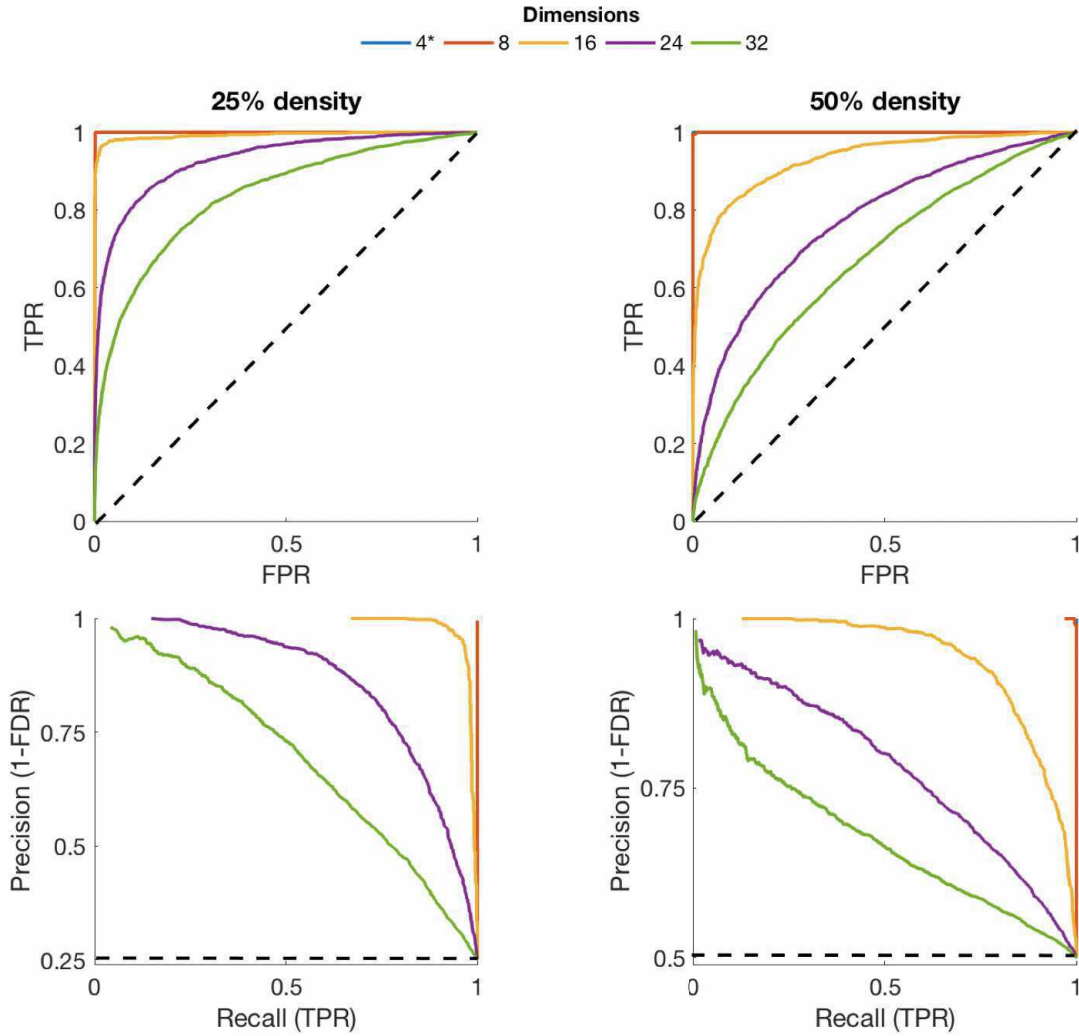 Dimensions
4* 8 16 24 32
25% density
50% density
1
0.8
0.6
0.4
0.2
0
TPR
0 0.5 1
FPR
1
0.8
0.6
0.4
0.2
0
TPR
0 0.5 1
FPR
1
0.75
0.5
0.25
Precision (1-FDR)
0 0.5 1
Recall (TPR)
1
0.75
0.5
Precision (1-FDR)
0 0.5 1
Recall (TPR)